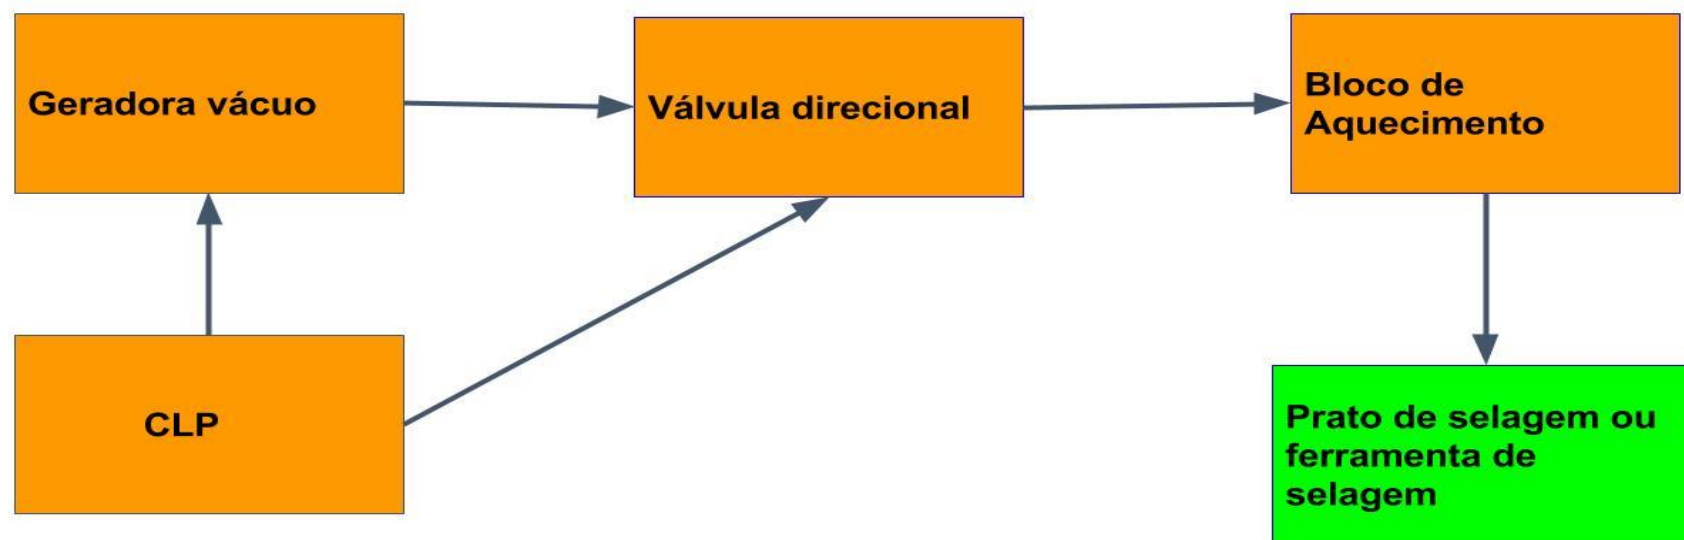 Geradora vácuo
Válvula direcional
Bloco de
Aquecimento
CLP
Prato de selagem ou
ferramenta de
selagem